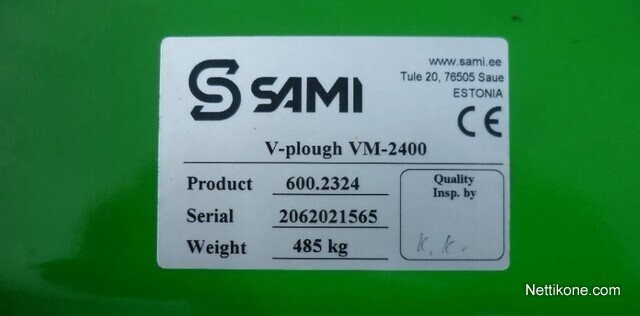 www.sami.ee
Tule 20, 76505 Saue
ESTONIA
SAMI
CE
V-plough VM-2400
Product 600.2324
Serial 2062021565
Weight 485 kg
Quality
Insp. by
k.k.
Nettikone.com